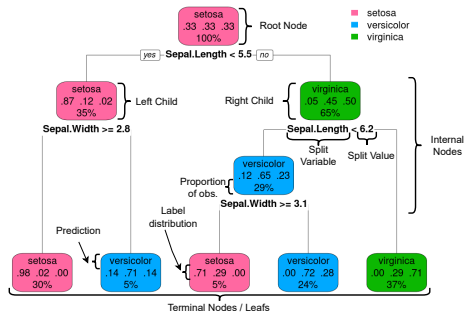 setosa
.33 .33 .33
100%
Root Node
setosa
versicolor
virginica
yes
Sepal.Length < 5.5
no
setosa
.87 .12 .02
35%
Left Child
Right Child
virginica
.05 .45 .50
65%
Sepal.Width >= 2.8
Sepal.Length < 6.2
Split
Variable
Split Value
Internal
Nodes
versicolor
.12 .65 .23
29%
Proportion
of obs.
Sepal.Width >= 3.1
Prediction
Label
distribution
setosa
.98 .02 .00
30%
versicolor
.14 .71 .14
5%
setosa
.71 .29 .00
5%
versicolor
.00 .72 .28
24%
virginica
.00 .29 .71
37%
Terminal Nodes / Leafs